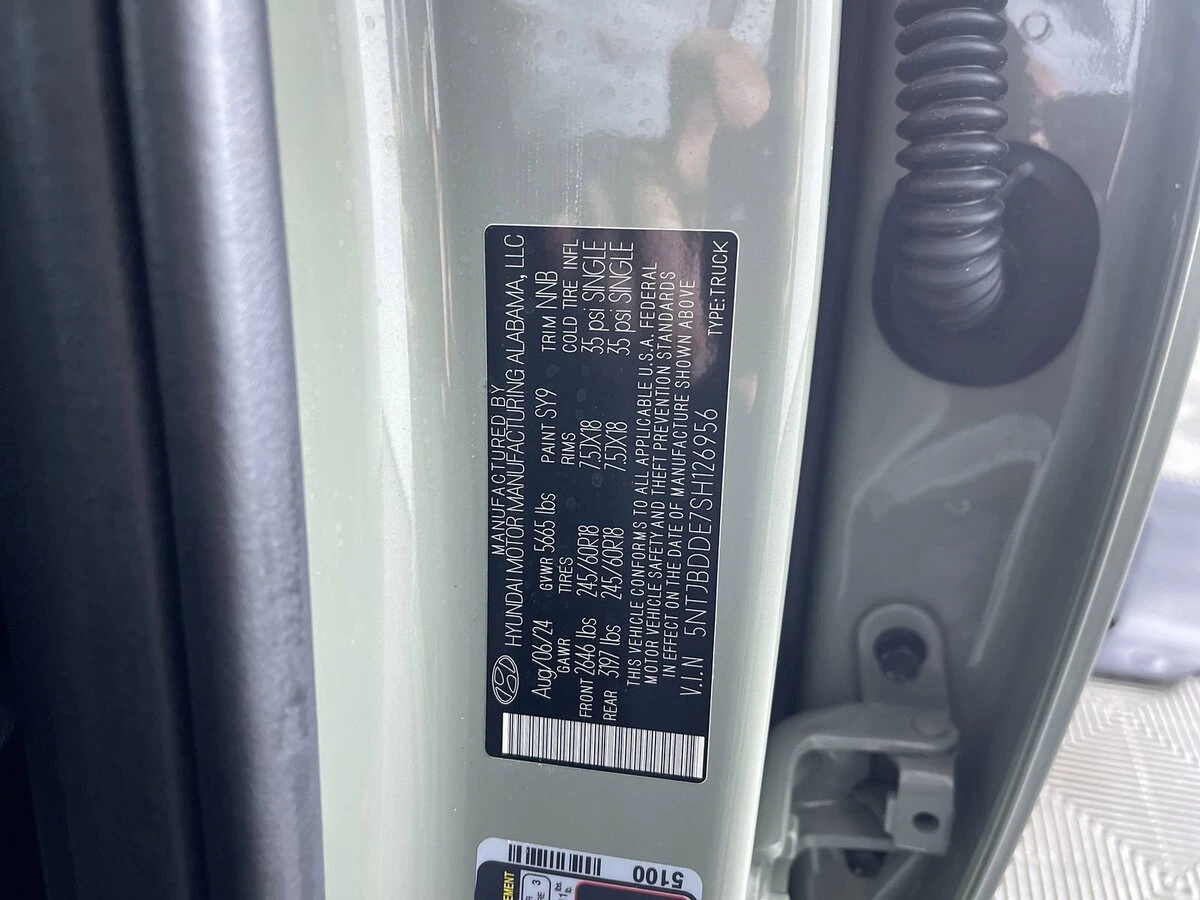 MANUFACTURED BY
HYUNDAI MOTOR MANUFACTURING ALABAMA, LLC
Aug/06/24 GVWR 5665 lbs PAINT SY9 TRIM NNB
GAWR TIRES RIMS COLD TIRE INFL
FRONT 2646 lbs 245/60R18 7.5JX18 35 psi SINGLE
REAR 3197 lbs 245/60R18 7.5JX18 35 psi SINGLE
THIS VEHICLE CONFORMS TO ALL APPLICABLE U.S.A. FEDERAL
MOTOR VEHICLE SAFETY AND THEFT PREVENTION STANDARDS
IN EFFECT ON THE DATE OF MANUFACTURE SHOWN ABOVE
V.I.N 5NTJBDDE7SH126956 TYPE:TRUCK
5100
3